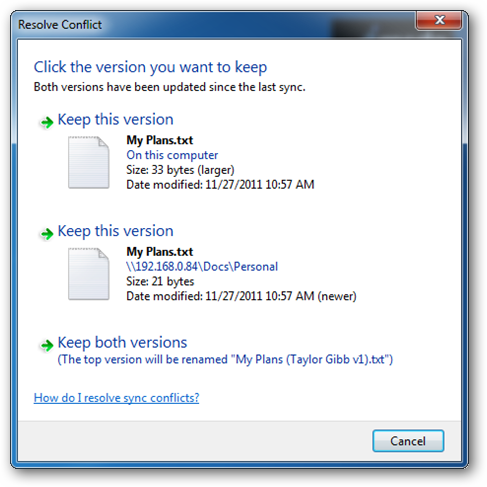 Resolve Conflict
Click the version you want to keep
Both versions have been updated since the last sync.
Keep this version
My Plans.txt
On this computer
Size: 33 bytes (larger)
Date modified: 11/27/2011 10:57 AM
Keep this version
My Plans.txt
\\192.168.0.84\Docs\Personal
Size: 21 bytes
Date modified: 11/27/2011 10:57 AM (newer)
Keep both versions
(The top version will be renamed "My Plans (Taylor Gibb v1).txt")
How do I resolve sync conflicts?
Cancel